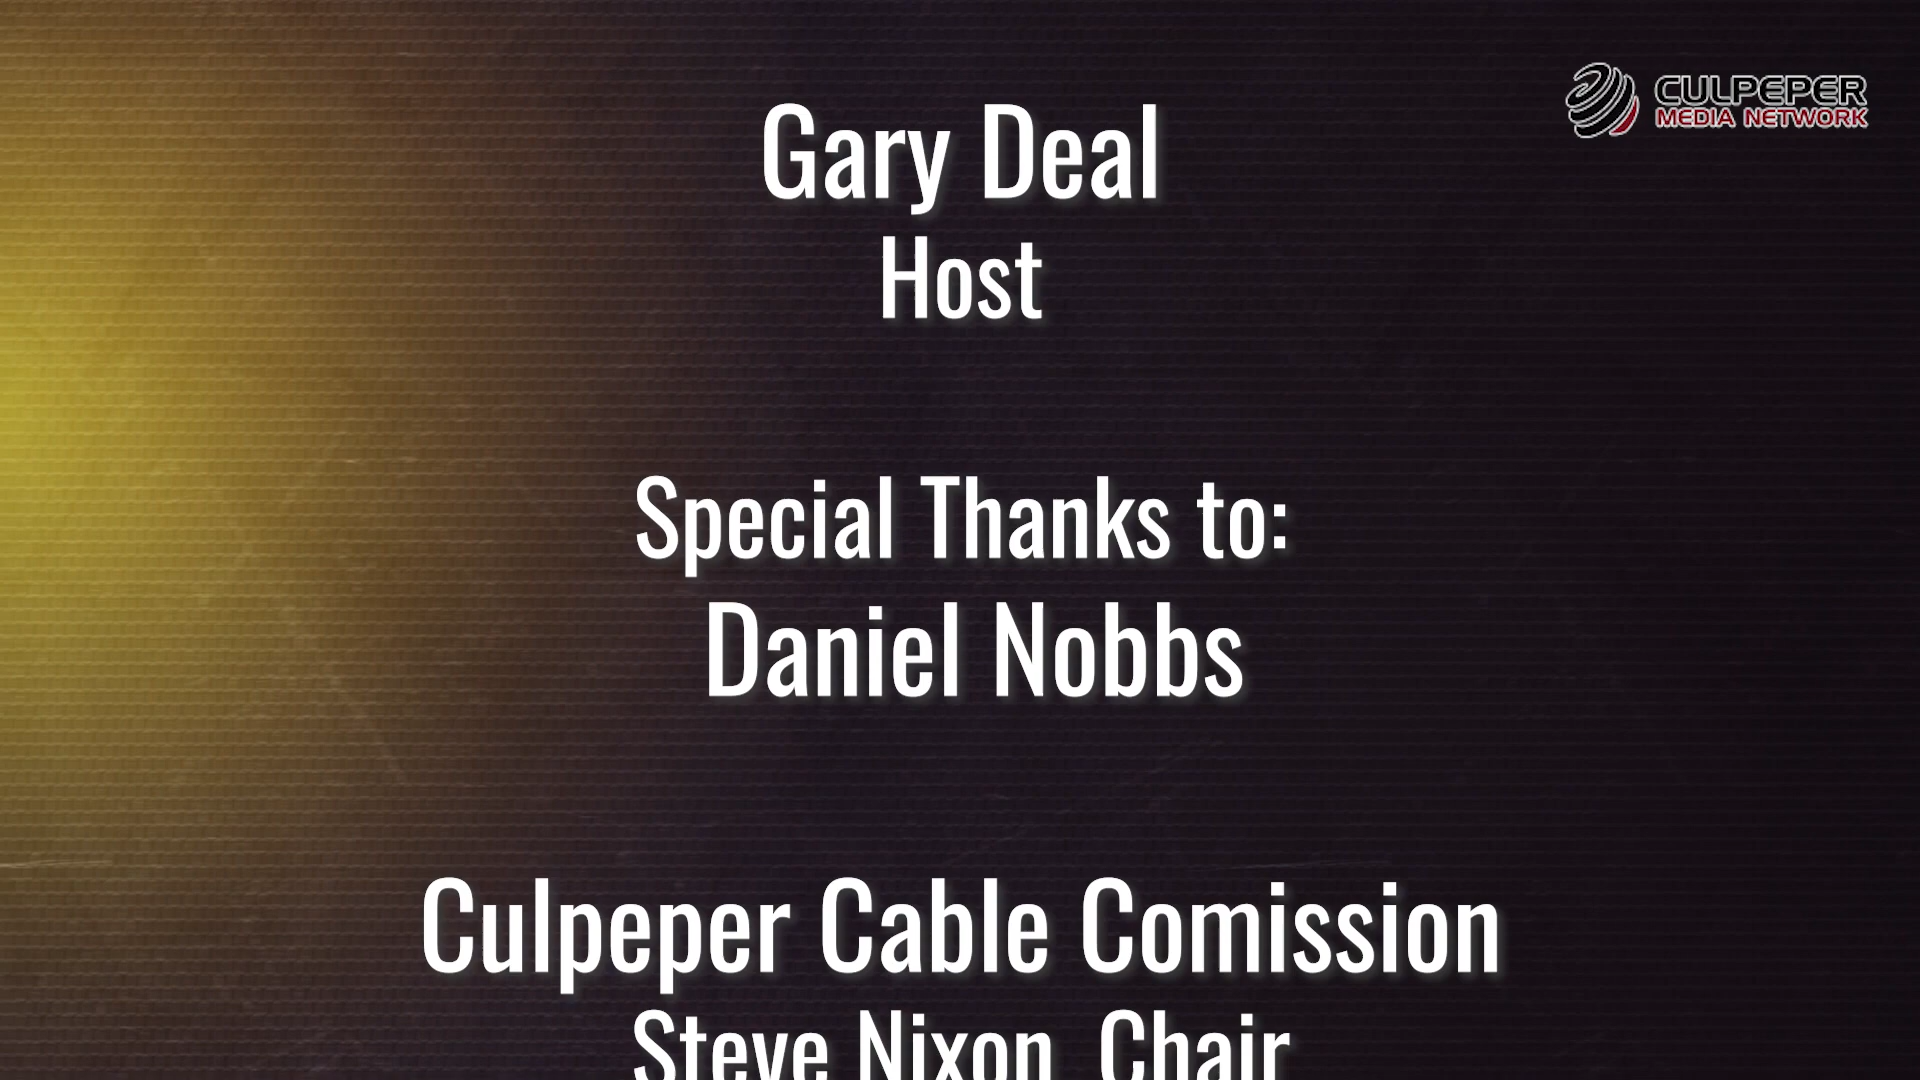 CULPEPER
MEDIA NETWORK
Gary Deal
Host
Special Thanks to:
Daniel Nobbs
Culpeper Cable Comission
Steve Nixon, Chair